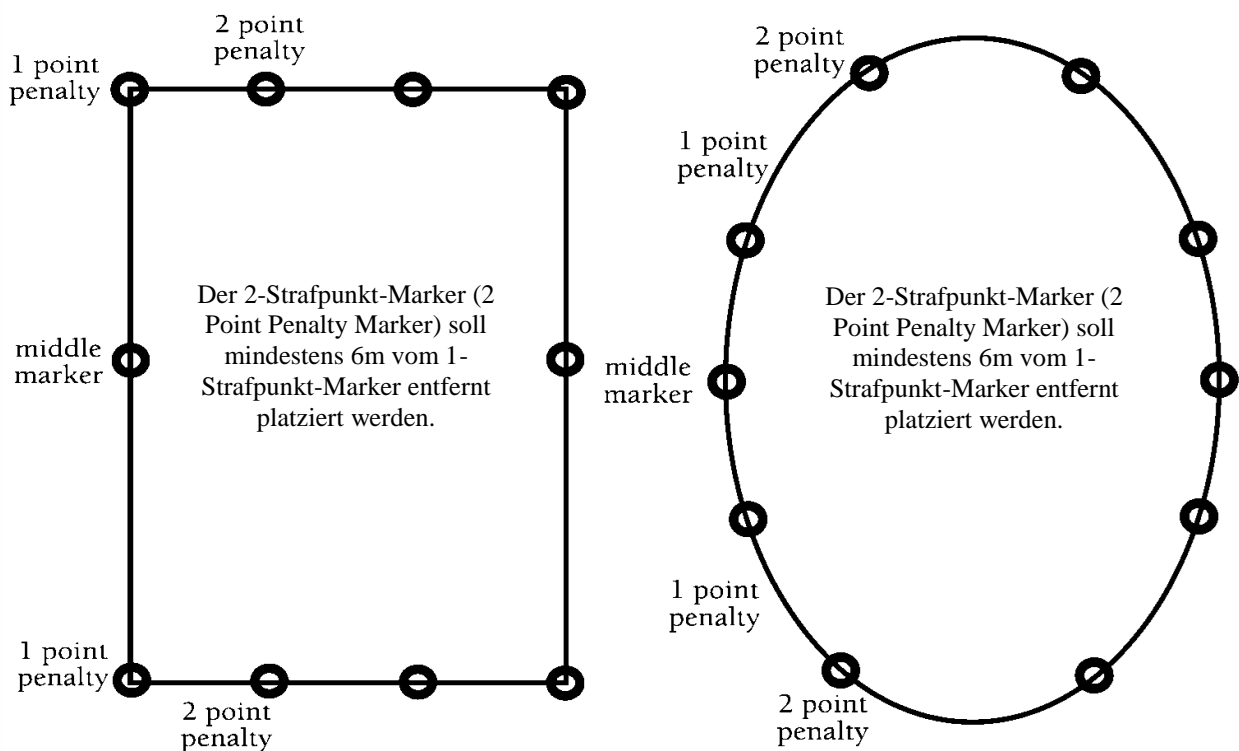 2 point
penalty
1 point
penalty
Der 2-Strafpunkt-Marker (2
Point Penalty Marker) soll
mindestens 6m vom 1-
Strafpunkt-Marker entfernt
platziert werden.
middle
marker
1 point
penalty
2 point
penalty
2 point
penalty
1 point
penalty
Der 2-Strafpunkt-Marker (2
Point Penalty Marker) soll
mindestens 6m vom 1-
Strafpunkt-Marker entfernt
platziert werden.
middle
marker
1 point
penalty
2 point
penalty